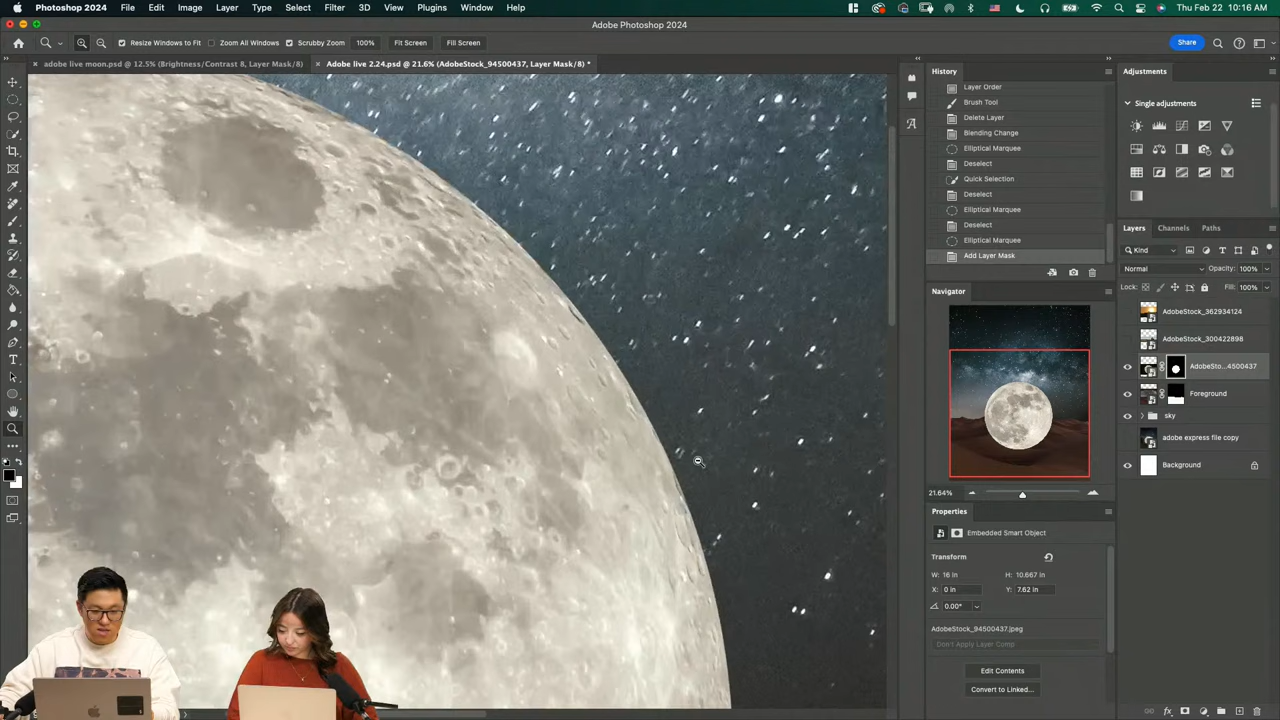 Photoshop 2024 File Edit Image Layer Type Select Filter 3D View Plugins Window Help Thu Feb 22 10:16 AM
Adobe Photoshop 2024
Resize Windows to Fit Zoom All Windows Scrubby Zoom 100% Fit Screen Fill Screen Share
adobe live moon.psd @ 12.5% (Brightness/Contrast 8, Layer Mask/8) Adobe live 2.24.psd @ 21.6% (AdobeStock_94500437, Layer Mask/8) *
History
Layer Order
Brush Tool
Delete Layer
Blending Change
Elliptical Marquee
Deselect
Quick Selection
Deselect
Elliptical Marquee
Deselect
Elliptical Marquee
Add Layer Mask
Navigator
21.64%
Properties
Embedded Smart Object
Transform
W: 16 in H: 10.667 in
X: 0 in Y: 7.62 in
0.00°
AdobeStock_94500437.jpeg
Don't Apply Layer Comp
Edit Contents
Convert to Linked...
Adjustments
Single adjustments
Layers Channels Paths
Kind
Normal Opacity: 100%
Lock: Fill: 100%
AdobeStock_362934124
AdobeStock_300422898
AdobeSto...4500437
Foreground
sky
adobe express file copy
Background